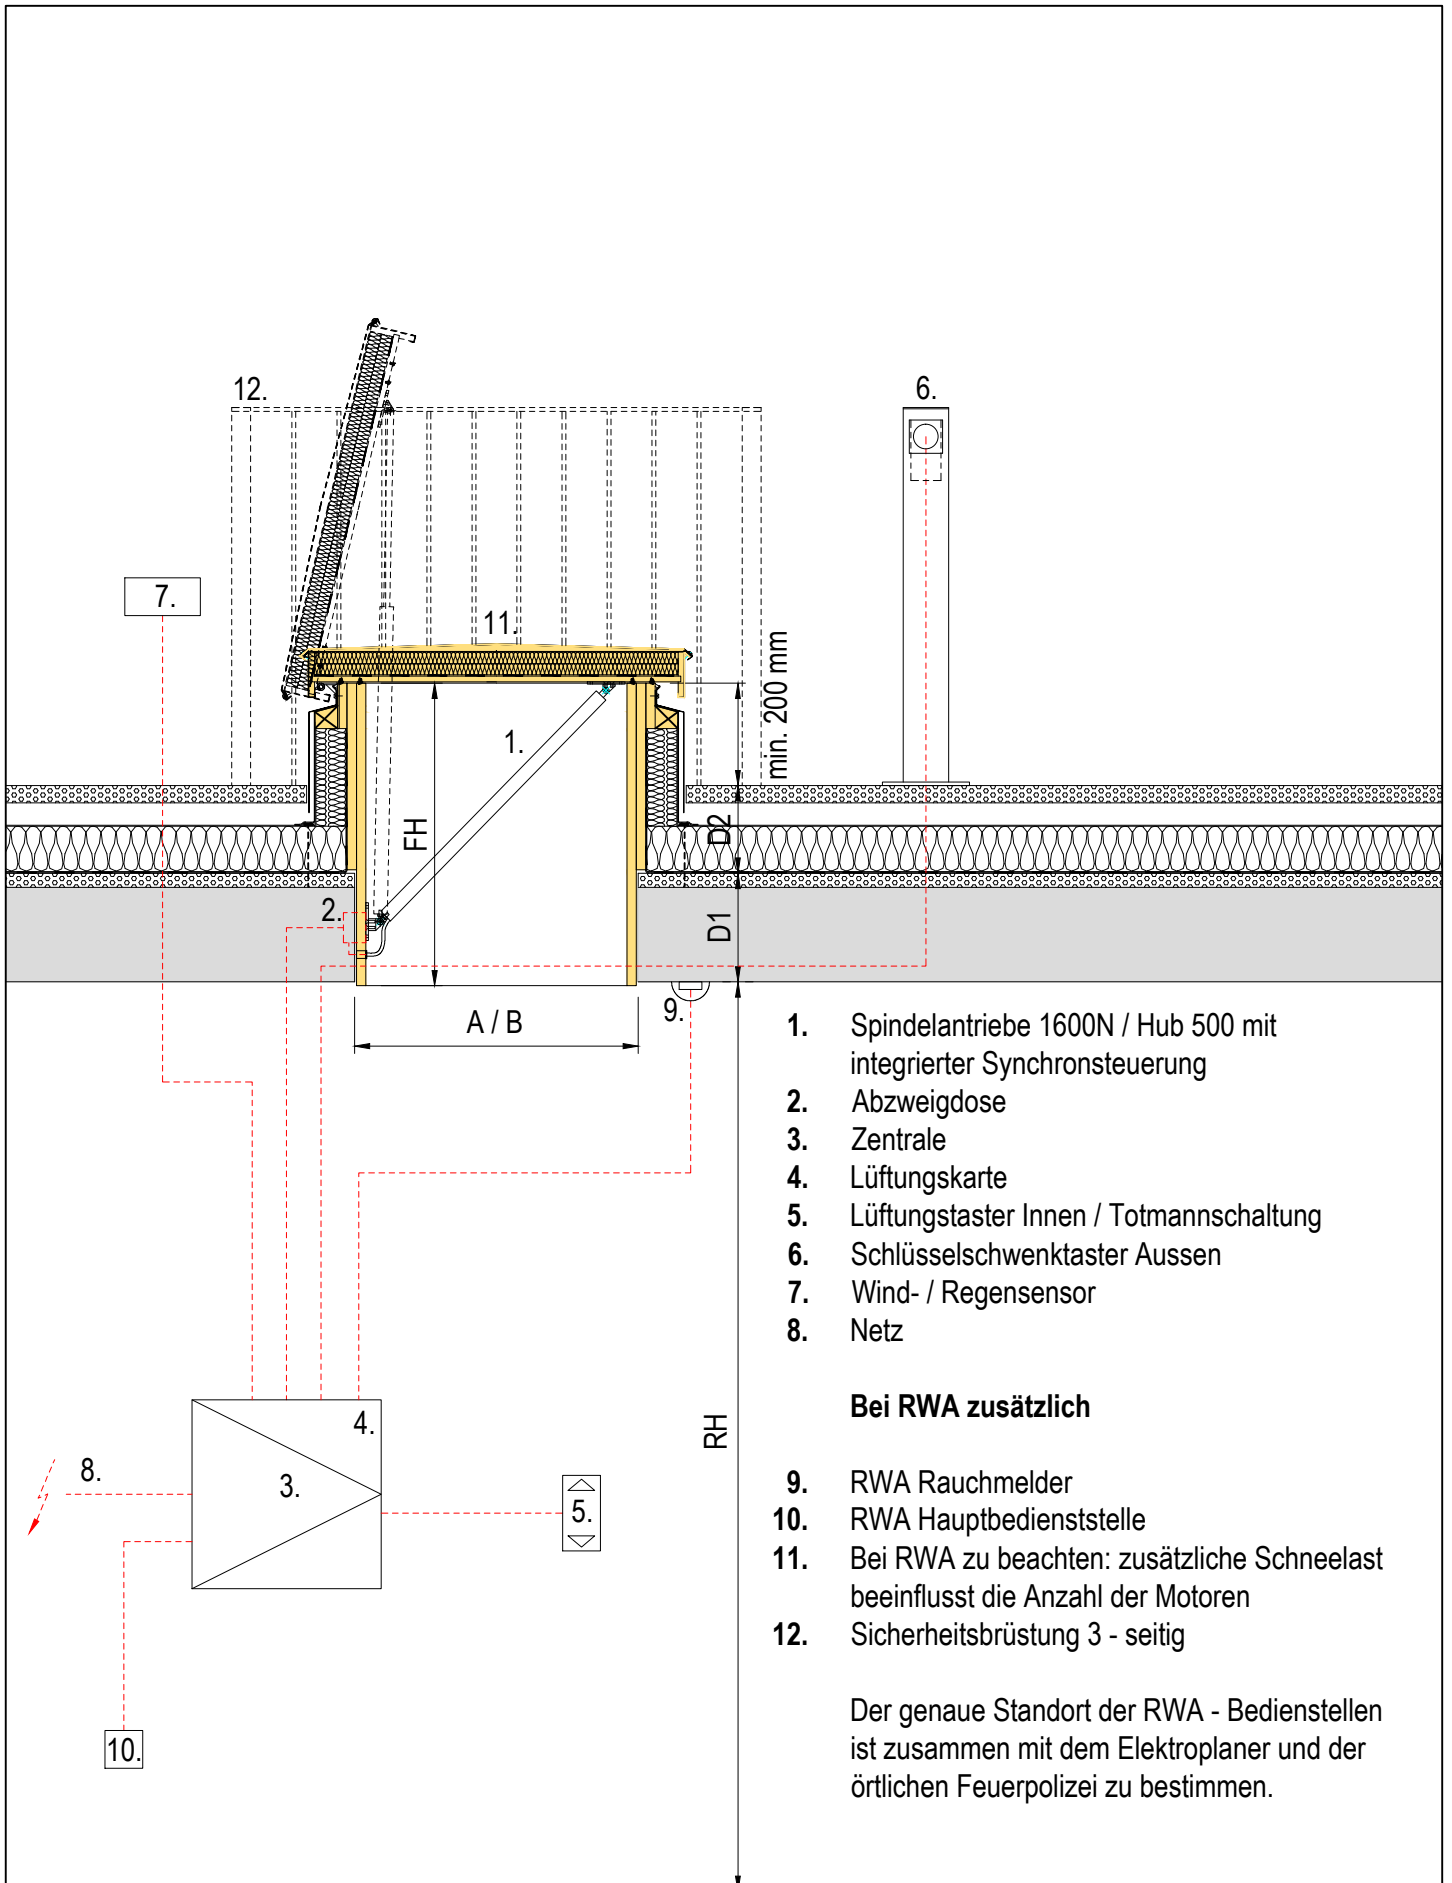 12.
6.
7.
11.
min. 200 mm
1.
FH
D2
2.
D1
9.
A / B
1. Spindelantriebe 1600N / Hub 500 mit
integrierter Synchronsteuerung
2. Abzweigdose
3. Zentrale
4. Lüftungskarte
5. Lüftungstaster Innen / Totmannschaltung
6. Schlüsselschwenktaster Aussen
7. Wind- / Regensensor
8. Netz
Bei RWA zusätzlich
9. RWA Rauchmelder
10. RWA Hauptbedienststelle
11. Bei RWA zu beachten: zusätzliche Schneelast
beeinflusst die Anzahl der Motoren
12. Sicherheitsbrüstung 3 - seitig
Der genaue Standort der RWA - Bedienstellen
ist zusammen mit dem Elektroplaner und der
örtlichen Feuerpolizei zu bestimmen.
RH
4.
8.
3.
5.
10.